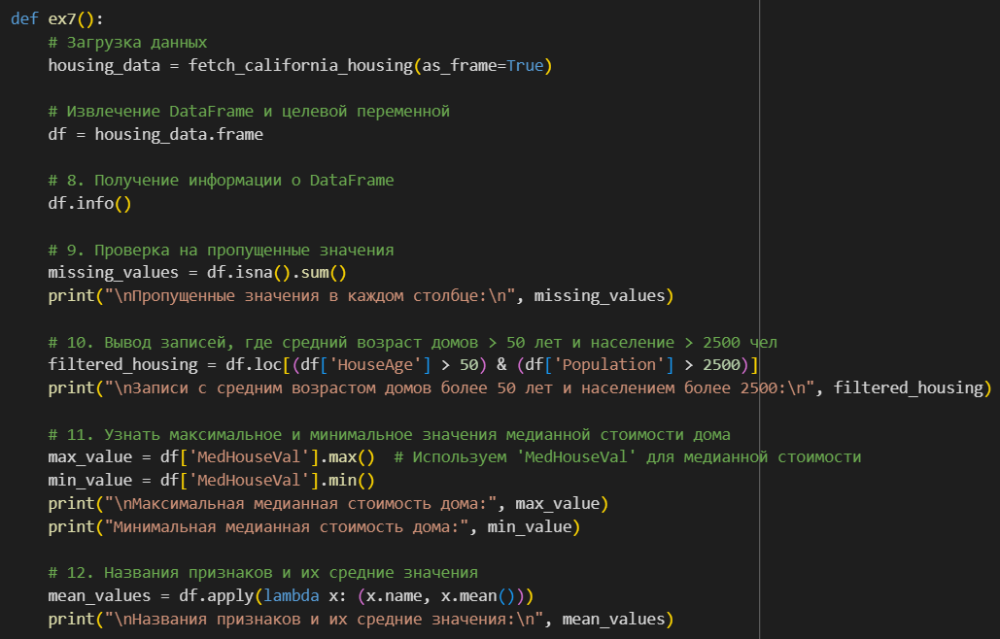 def ex7():
    # Загрузка данных
    housing_data = fetch_california_housing(as_frame=True)

    # Извлечение DataFrame и целевой переменной
    df = housing_data.frame

    # 8. Получение информации о DataFrame
    df.info()

    # 9. Проверка на пропущенные значения
    missing_values = df.isna().sum()
    print("\nПропущенные значения в каждом столбце:\n", missing_values)

    # 10. Вывод записей, где средний возраст домов > 50 лет и население > 2500 чел
    filtered_housing = df.loc[(df['HouseAge'] > 50) & (df['Population'] > 2500)]
    print("\nЗаписи с средним возрастом домов более 50 лет и населением более 2500:\n", filtered_housing)

    # 11. Узнать максимальное и минимальное значения медианной стоимости дома
    max_value = df['MedHouseVal'].max()  # Используем 'MedHouseVal' для медианной стоимости
    min_value = df['MedHouseVal'].min()
    print("\nМаксимальная медианная стоимость дома:", max_value)
    print("Минимальная медианная стоимость дома:", min_value)

    # 12. Названия признаков и их средние значения
    mean_values = df.apply(lambda x: (x.name, x.mean()))
    print("\nНазвания признаков и их средние значения:\n", mean_values)